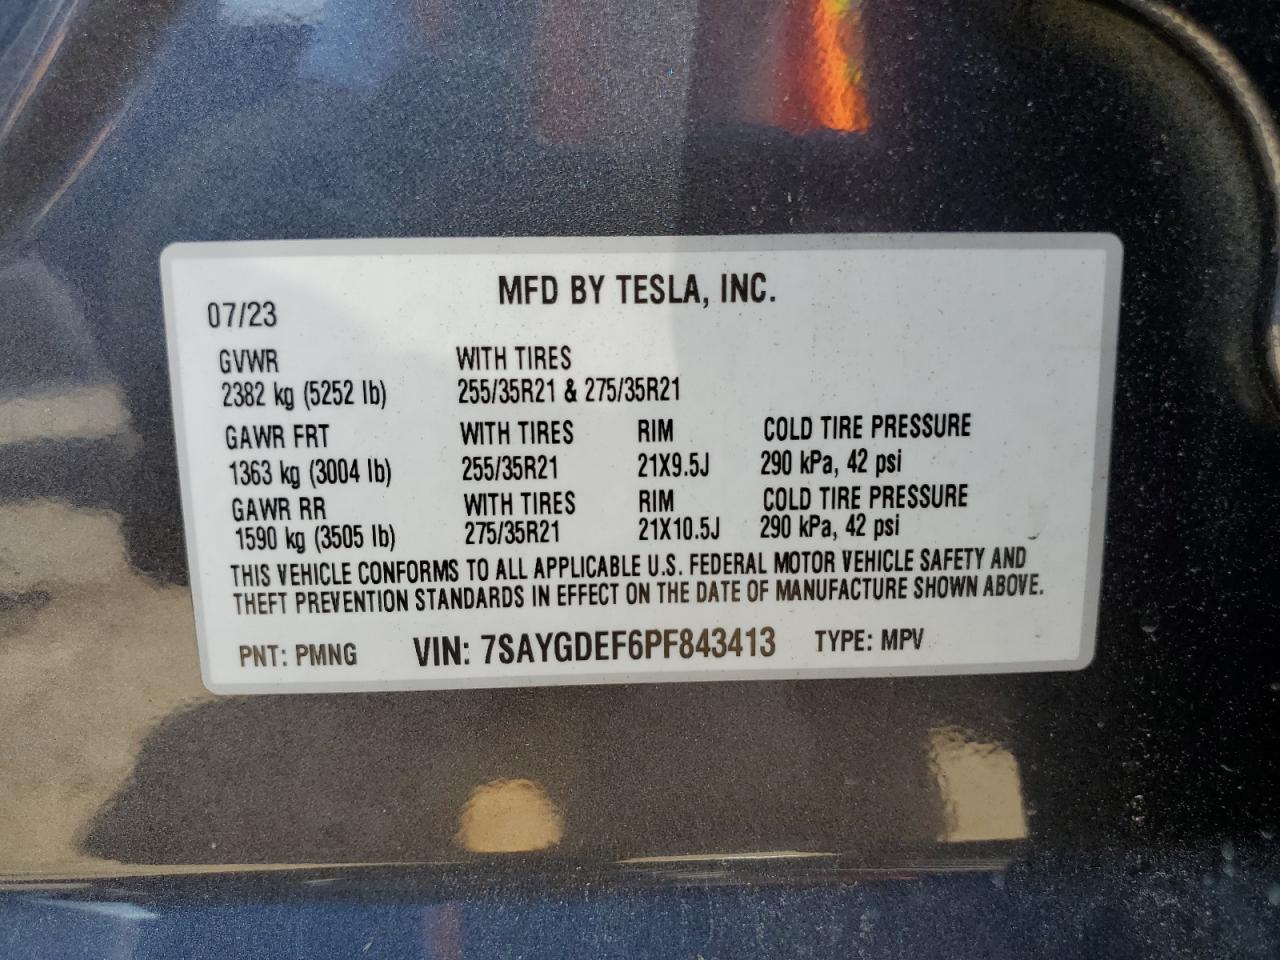 MFD BY TESLA, INC.
07/23
GVWR WITH TIRES
2382 kg (5252 lb) 255/35R21 & 275/35R21
GAWR FRT WITH TIRES RIM COLD TIRE PRESSURE
1363 kg (3004 lb) 255/35R21 21X9.5J 290 kPa, 42 psi
GAWR RR WITH TIRES RIM COLD TIRE PRESSURE
1590 kg (3505 lb) 275/35R21 21X10.5J 290 kPa, 42 psi
THIS VEHICLE CONFORMS TO ALL APPLICABLE U.S. FEDERAL MOTOR VEHICLE SAFETY AND
THEFT PREVENTION STANDARDS IN EFFECT ON THE DATE OF MANUFACTURE SHOWN ABOVE.
PNT: PMNG VIN: 7SAYGDEF6PF843413 TYPE: MPV